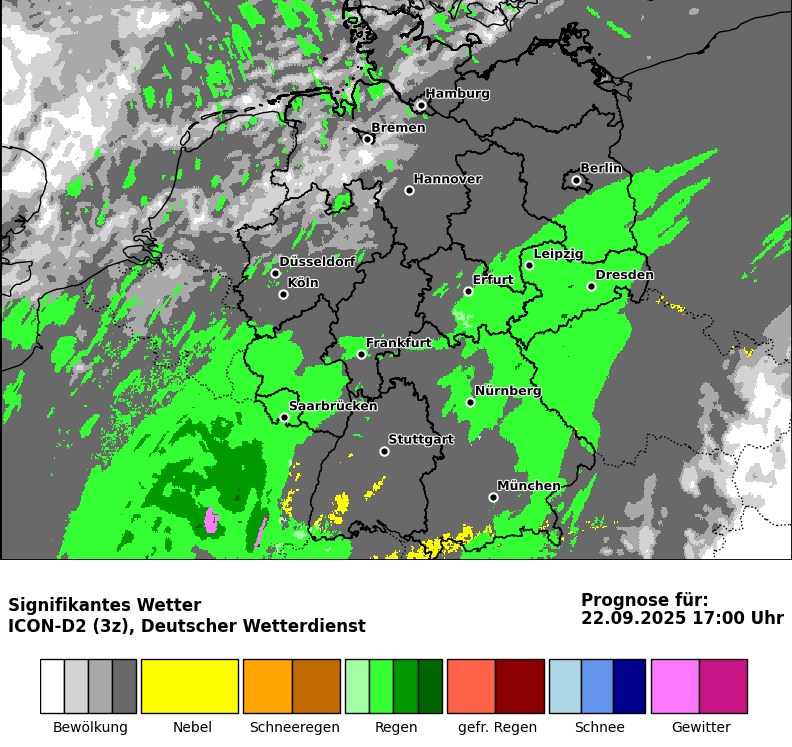 Hamburg
Bremen
Berlin
Hannover
Düsseldorf
Leipzig
Köln
Erfurt
Dresden
Frankfurt
Nürnberg
Saarbrücken
Stuttgart
München
Signifikantes Wetter
ICON-D2 (3z), Deutscher Wetterdienst
Prognose für:
22.09.2025 17:00 Uhr
Bewölkung
Nebel
Schneeregen
Regen
gefr. Regen
Schnee
Gewitter